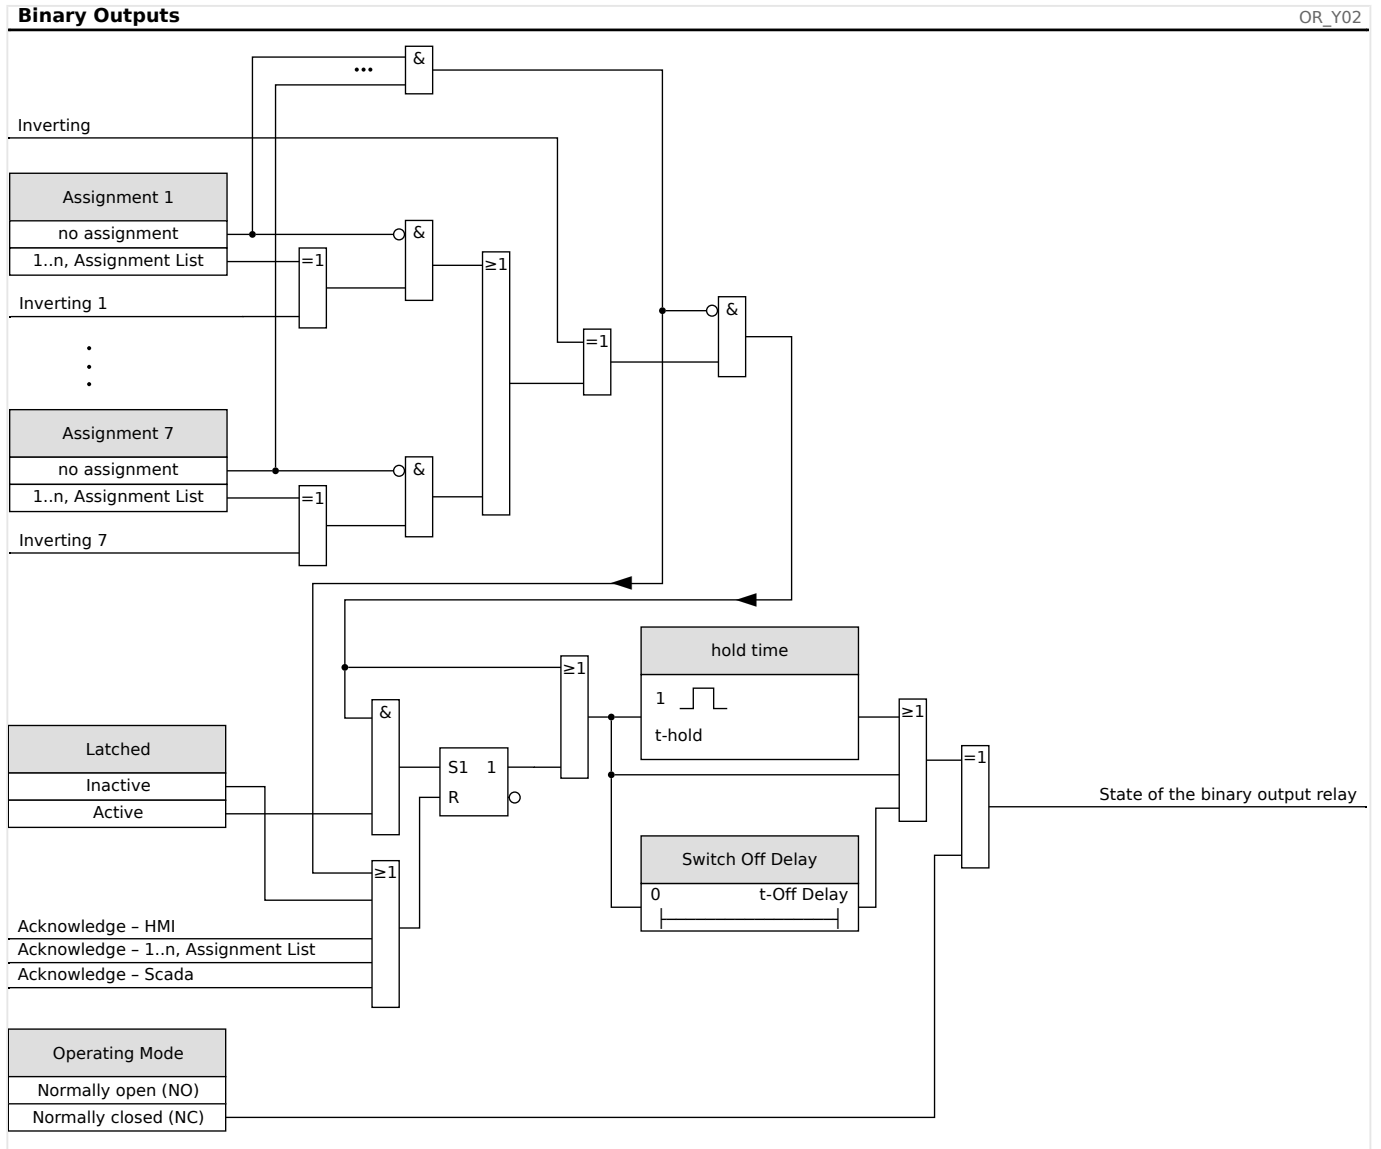 Binary Outputs
OR_Y02
&
•••
Inverting
Assignment 1
no assignment
1..n, Assignment List
=1
&
≥1
Inverting 1
=1
&
Assignment 7
no assignment
1..n, Assignment List
=1
&
Inverting 7
hold time
1
t-hold
≥1
&
Latched
Inactive
Active
S1 1
R
≥1
=1
State of the binary output relay
Switch Off Delay
0 t-Off Delay
≥1
Acknowledge – HMI
Acknowledge – 1..n, Assignment List
Acknowledge – Scada
Operating Mode
Normally open (NO)
Normally closed (NC)